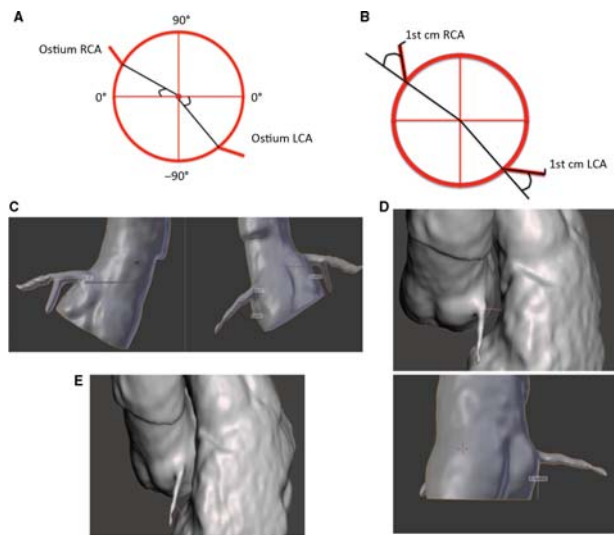 A
90°
Ostium RCA
0°
0°
Ostium LCA
−90°
B
1st cm RCA
1st cm LCA
C
D
E